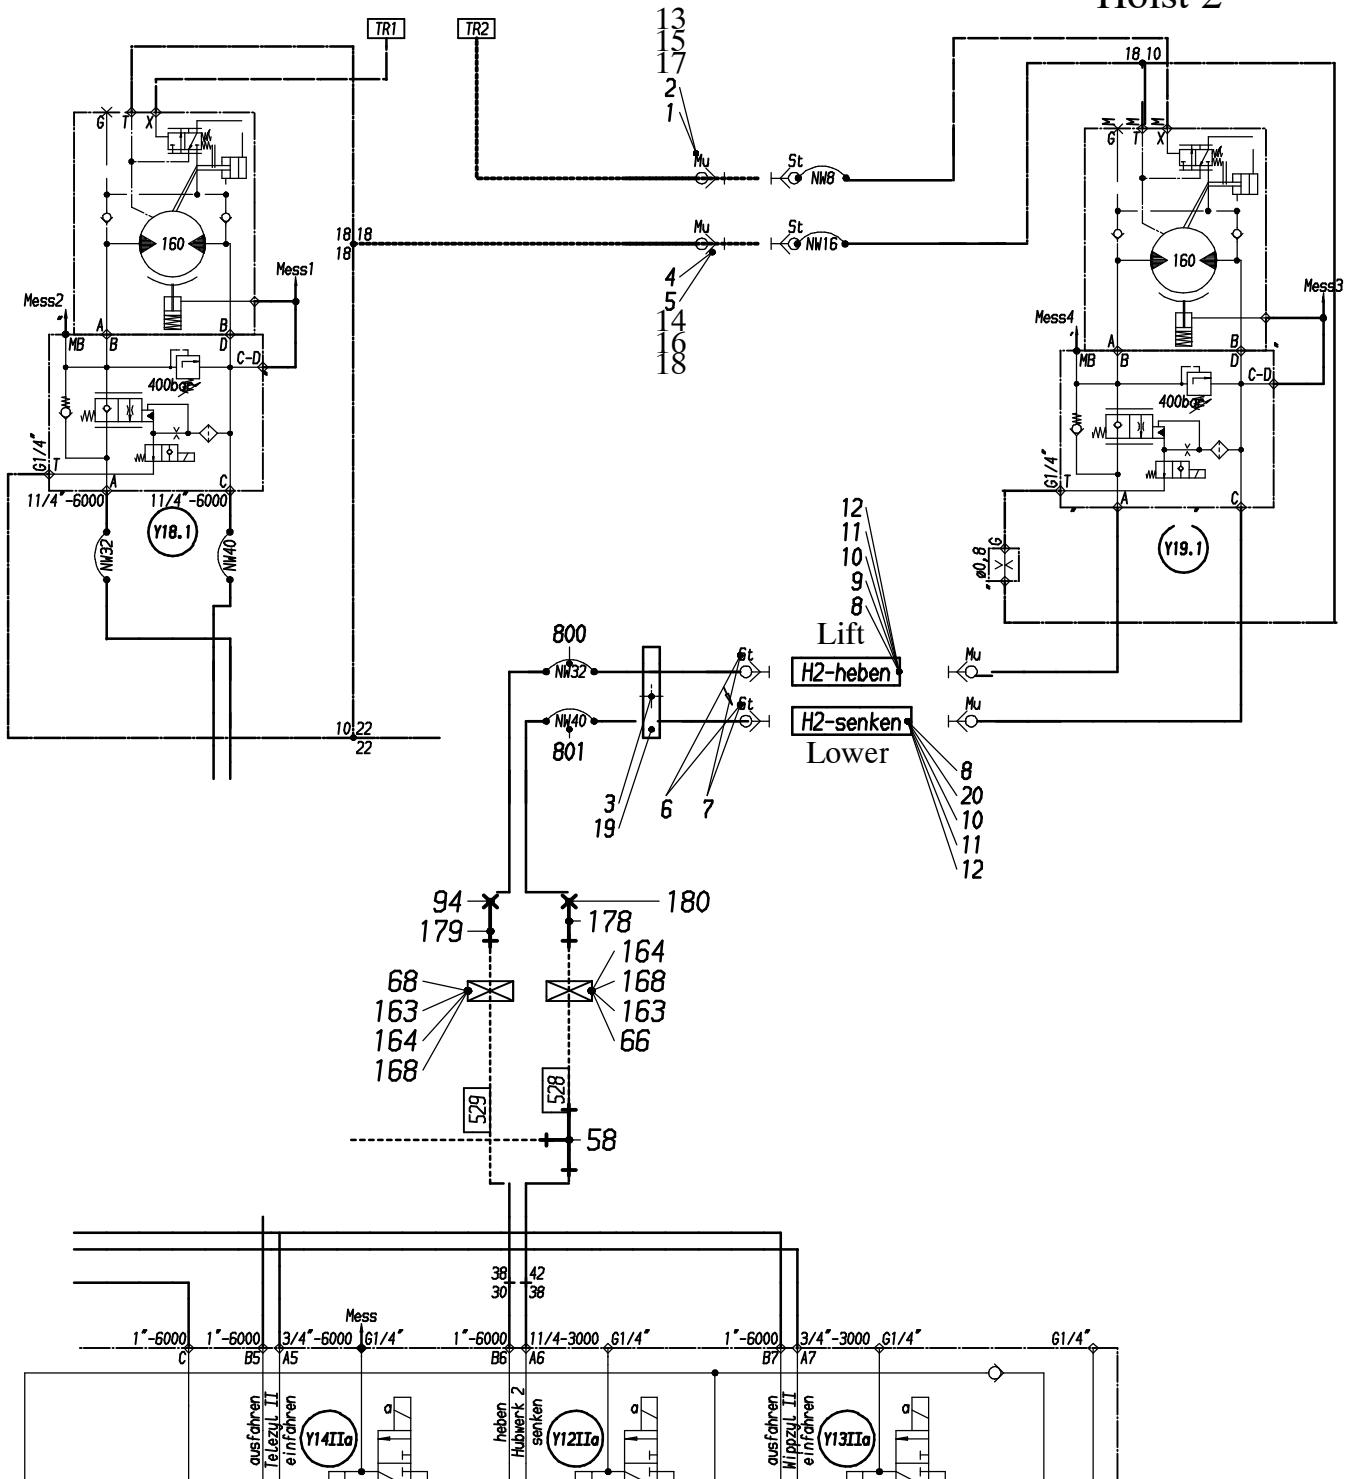 Hoist 2
TR1
TR2
13
15
17
2
1
18 10
G T X
Mu
St
NW8
M M M
G T X
160
18 18
18
Mu
St
NW16
160
4
5
14
16
18
Mess1
Mess2
Mess3
Mess4
A B
MB B D
C-D
400bar
A B
MB B D
C-D
400bar
G1/4"
T
A C
11/4"-6000
11/4"-6000
G1/4"
T
A C
Y18.1
Y19.1
NW32
NW40
ø0,8
G
12
11
10
9
8
Lift
800
NW32
St
H2-heben
Mu
NW40
St
H2-senken
Mu
801
Lower
10 22
22
3
19
6
7
8
20
10
11
12
94
179
180
178
68
163
164
168
164
168
163
66
529
528
58
38 42
30 38
Mess
1"-6000
1"-6000
3/4"-6000
G1/4"
1"-6000
11/4-3000
G1/4"
1"-6000
3/4"-3000
G1/4"
G1/4"
C
B5
A5
B6
A6
B7
A7
ausfahren
Telezyl II
einfahren
Y14IIa
a
heben
Hubwerk 2
senken
Y12IIa
a
ausfahren
Wippzyl II
einfahren
Y13IIa
a